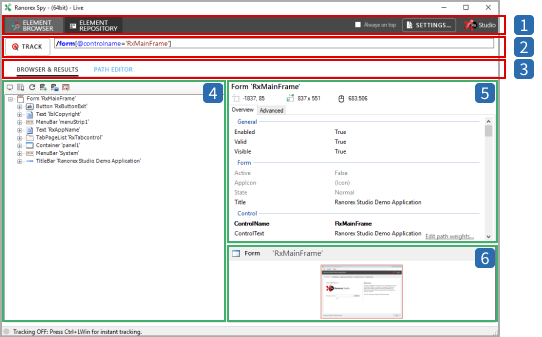 Ranorex Spy - (64bit) - Live
ELEMENT BROWSER
ELEMENT REPOSITORY
Always on top
SETTINGS...
Studio
1
TRACK
/form[@controlname='RxMainFrame']
2
BROWSER & RESULTS
PATH EDITOR
3
4
Form 'RxMainFrame'
Button 'RxButtonExit'
Text 'lblCopyright'
MenuBar 'menuStrip1'
Text 'RxAppName'
TabPageList 'RxTabcontrol'
Container 'panel1'
MenuBar 'System'
TitleBar 'Ranorex Studio Demo Application'
Form 'RxMainFrame'
5
-1837, 85
837 x 551
683.506
Overview
Advanced
General
Enabled True
Valid True
Visible True
Form
Active False
AppIcon (icon)
State Normal
Title Ranorex Studio Demo Application
Control
ControlName RxMainFrame
ControlText Ranorex Studio Demo Application
Edit path weights...
Form 'RxMainFrame'
6
Tracking OFF: Press Ctrl+LWin for instant tracking.